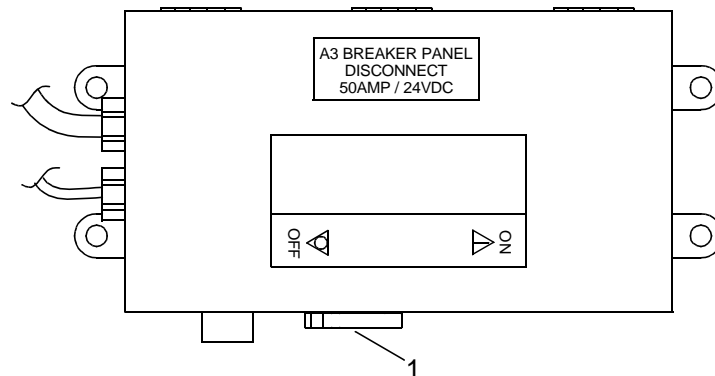 A3 BREAKER PANEL
DISCONNECT
50AMP / 24VDC
OFF
ON
1